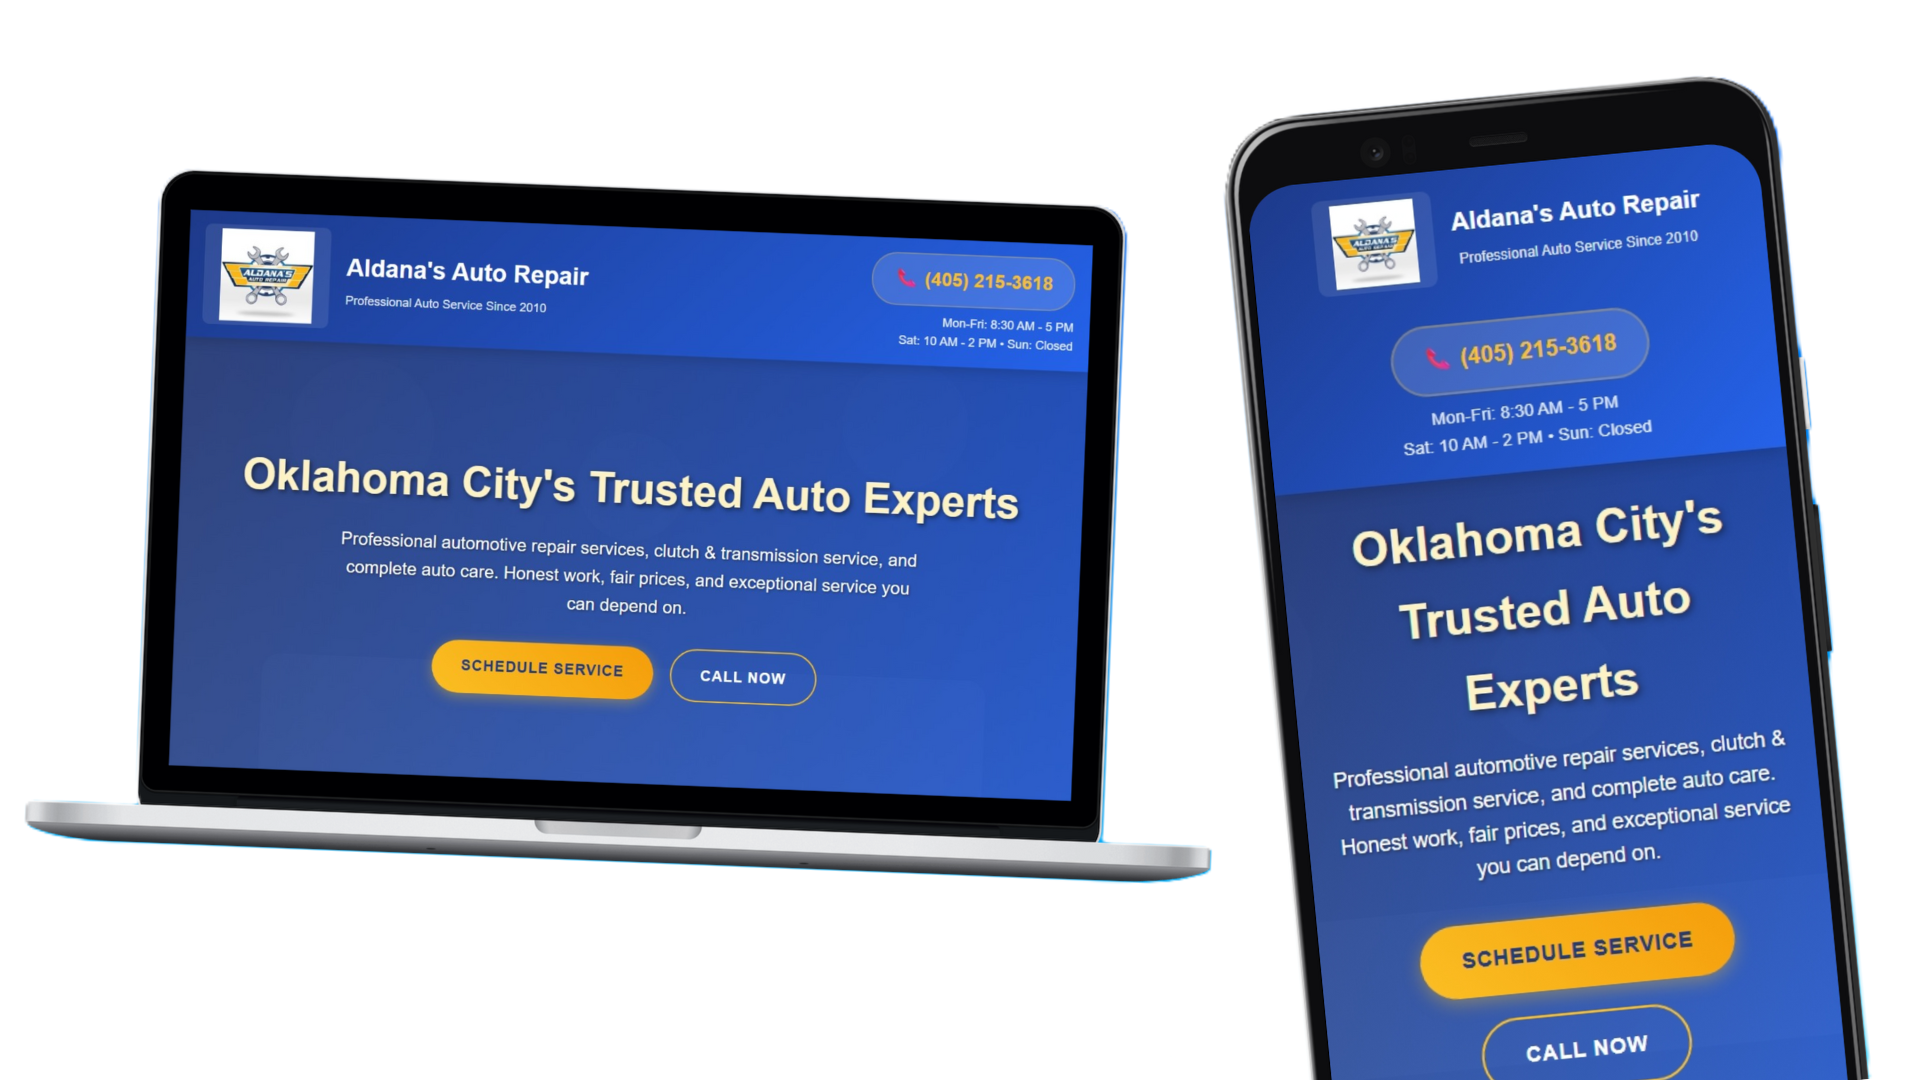 ALDANA'S
AUTO REPAIR
Aldana's Auto Repair
Professional Auto Service Since 2010
📞 (405) 215-3618
Mon-Fri: 8:30 AM - 5 PM
Sat: 10 AM - 2 PM • Sun: Closed
Oklahoma City's Trusted Auto Experts
Professional automotive repair services, clutch & transmission service, and
complete auto care. Honest work, fair prices, and exceptional service you
can depend on.
SCHEDULE SERVICE
CALL NOW
ALDANA'S
AUTO REPAIR
Aldana's Auto Repair
Professional Auto Service Since 2010
📞 (405) 215-3618
Mon-Fri: 8:30 AM - 5 PM
Sat: 10 AM - 2 PM • Sun: Closed
Oklahoma City's
Trusted Auto
Experts
Professional automotive repair services, clutch &
transmission service, and complete auto care.
Honest work, fair prices, and exceptional service
you can depend on.
SCHEDULE SERVICE
CALL NOW